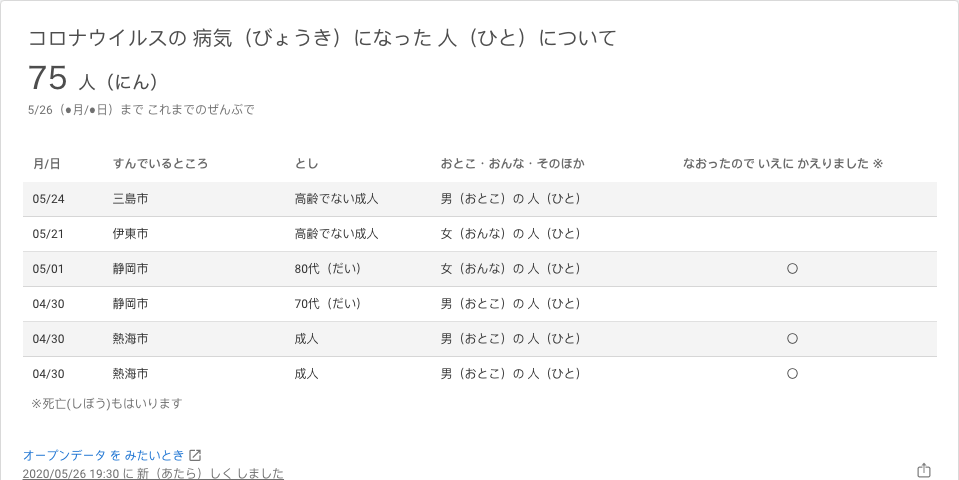 コロナウイルスの 病気（びょうき）になった 人（ひと）について
75 人（にん）
5/26（●月/●日）まで これまでのぜんぶで
月/日 すんでいるところ とし おとこ・おんな・そのほか なおったので いえに かえりました ※
05/24 三島市 高齢でない成人 男（おとこ）の 人（ひと）
05/21 伊東市 高齢でない成人 女（おんな）の 人（ひと）
05/01 静岡市 80代（だい） 女（おんな）の 人（ひと） 〇
04/30 静岡市 70代（だい） 男（おとこ）の 人（ひと）
04/30 熱海市 成人 男（おとこ）の 人（ひと） 〇
04/30 熱海市 成人 男（おとこ）の 人（ひと） 〇
※死亡(しぼう)もはいります
オープンデータ を みたいとき
2020/05/26 19:30 に 新（あたら）しく しました